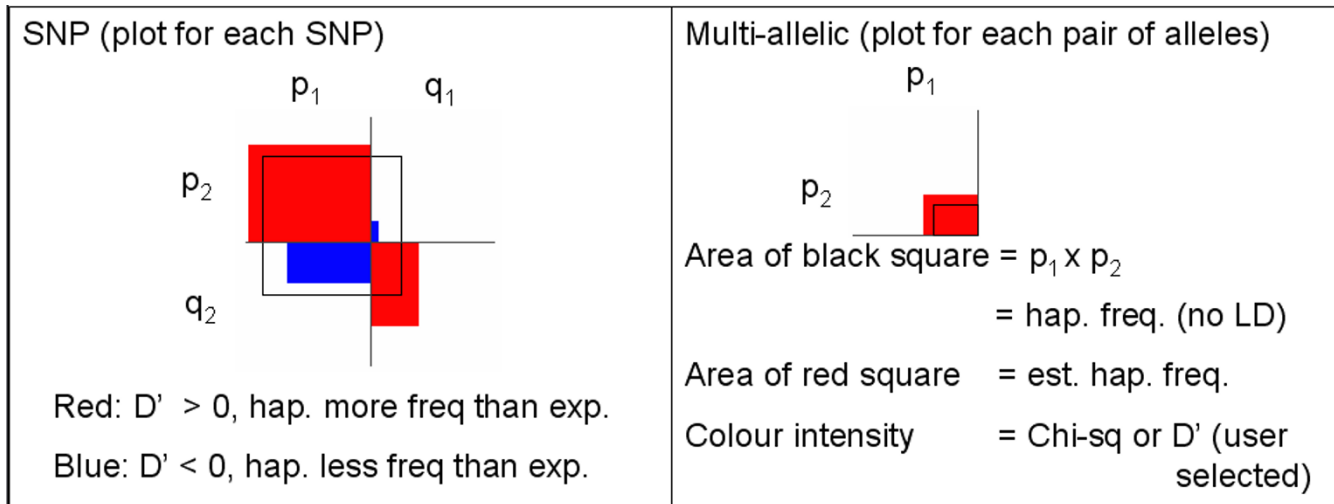 SNP (plot for each SNP)
p₁ q₁
p₂
q₂
Red: D' > 0, hap. more freq than exp.
Blue: D' < 0, hap. less freq than exp.
Multi-allelic (plot for each pair of alleles)
p₁
p₂
Area of black square = p₁ x p₂
= hap. freq. (no LD)
Area of red square = est. hap. freq.
Colour intensity = Chi-sq or D' (user
selected)